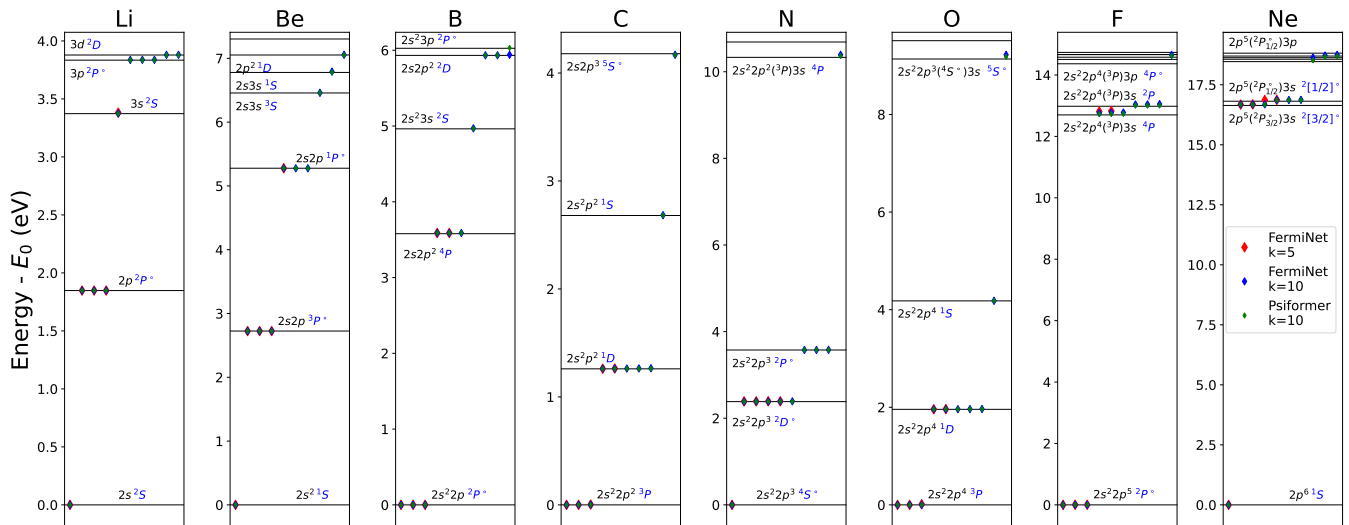 Li
Be
B
C
N
O
F
Ne
Energy - E₀ (eV)
4.0
3.5
3.0
2.5
2.0
1.5
1.0
0.5
0.0
3d ²D
3p ²P°
3s ²S
2p ²P°
2s ²S
7
6
5
4
3
2
1
0
2p² ¹D
2s3s ¹S
2s3s ³S
2s2p ¹P°
2s2p ³P°
2s² ¹S
6
5
4
3
2
1
0
2s²3p ²P°
2s2p² ²D
2s²3s ²S
2s2p² ⁴P
2s²2p ²P°
4
3
2
1
0
2s2p³ ⁵S°
2s²p² ¹S
2s²p² ¹D
2s²2p² ³P
10
8
6
4
2
0
2s²2p²(³P)3s ⁴P
2s²2p³ ²P°
2s²2p³ ²D°
2s²2p³ ⁴S°
8
6
4
2
0
2s²2p³(⁴S°)3s ⁵S°
2s²2p⁴ ¹S
2s²2p⁴ ¹D
2s²2p⁴ ³P
14
12
10
8
6
4
2
0
2s²2p⁴(³P)3p ⁴P°
2s²2p⁴(³P)3s ²P
2s²2p⁴(³P)3s ⁴P
2s²2p⁵ ²P°
17.5
15.0
12.5
10.0
7.5
5.0
2.5
0.0
2p⁵(²P°₁/₂)3p
2p⁵(²P°₁/₂)3s ²[1/2]°
2p⁵(²P°₃/₂)3s ²[3/2]°
FermiNet
k=5
FermiNet
k=10
Psiformer
k=10
2p⁶ ¹S